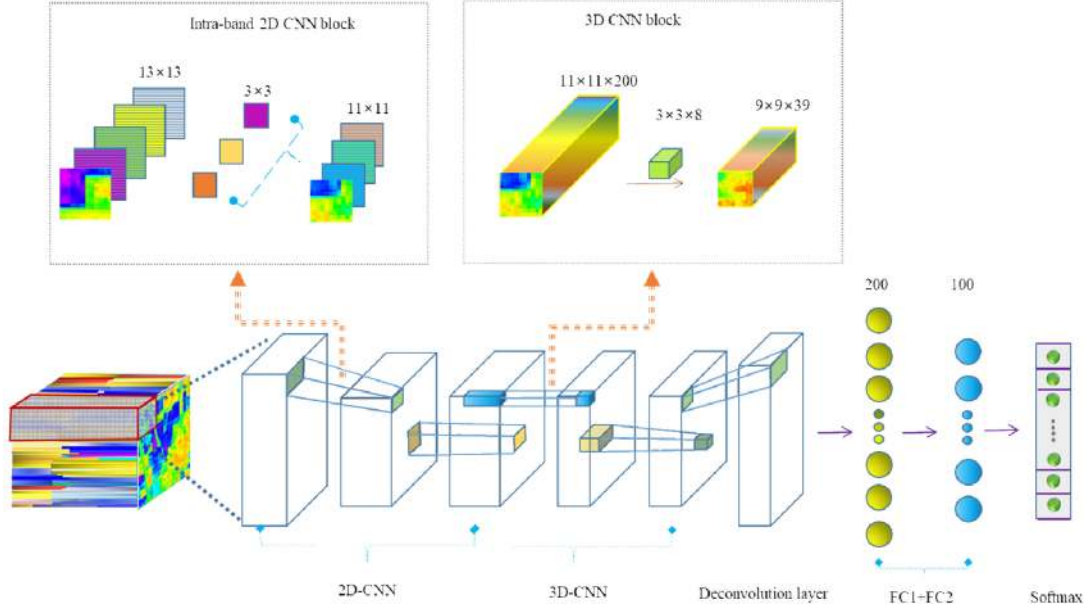 Intra-band 2D CNN block
13×13
3×3
11×11
3D CNN block
11×11×200
3×3×8
9×9×39
200
100
2D-CNN
3D-CNN
Deconvolution layer
FC1+FC2
Softmax